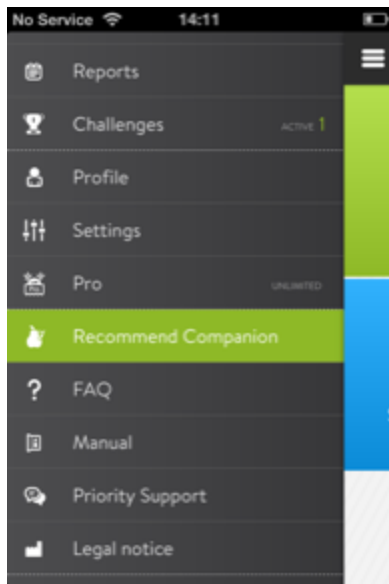 No Service 14:11
Reports
Challenges ACTIVE 1
Profile
Settings
Pro UNLIMITED
Recommend Companion
? FAQ
Manual
Priority Support
Legal notice